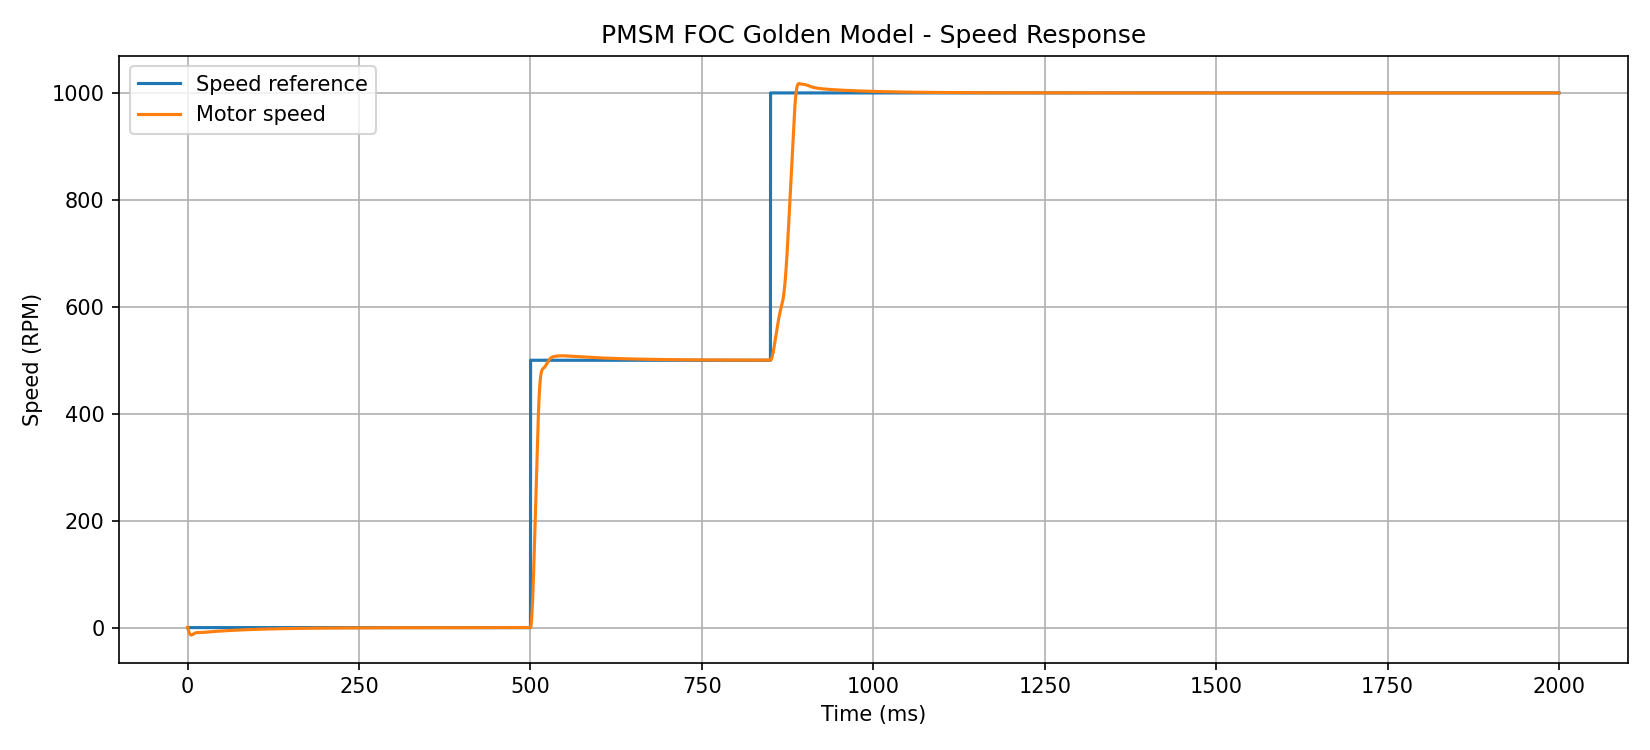 PMSM FOC Golden Model - Speed Response
Speed reference
Motor speed
Speed (RPM)
1000
800
600
400
200
0
0 250 500 750 1000 1250 1500 1750 2000
Time (ms)